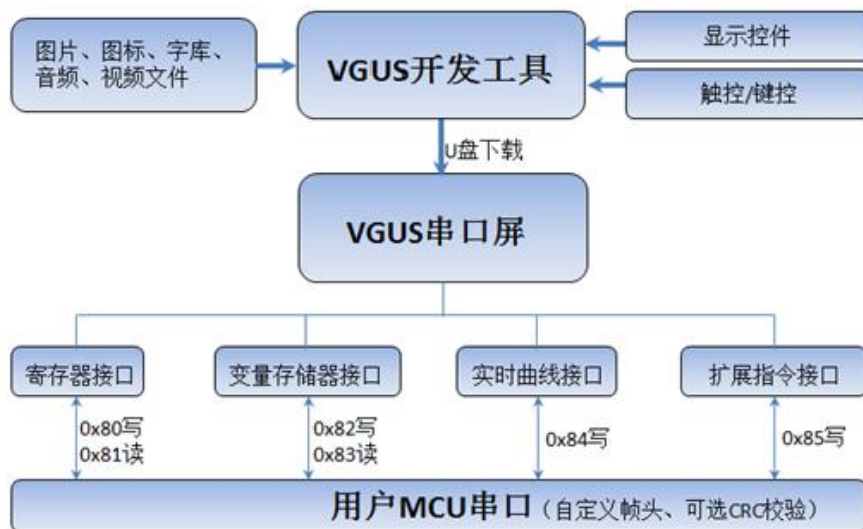 图片、图标、字库、
音频、视频文件
VGUS开发工具
显示控件
触控/键控
U盘下载
VGUS串口屏
寄存器接口
变量存储器接口
实时曲线接口
扩展指令接口
0x80写
0x81读
0x82写
0x83读
0x84写
0x85写
用户MCU串口（自定义帧头、可选CRC校验）